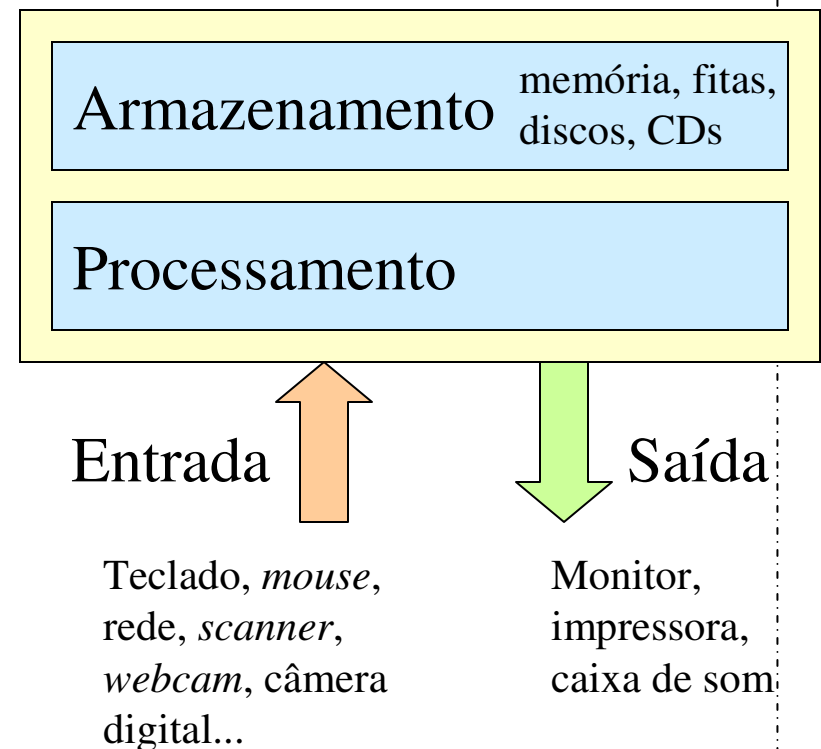 Armazenamento
memória, fitas,
discos, CDs
Processamento
Entrada
Saída
Teclado, mouse,
rede, scanner,
webcam, câmera
digital...
Monitor,
impressora,
caixa de som